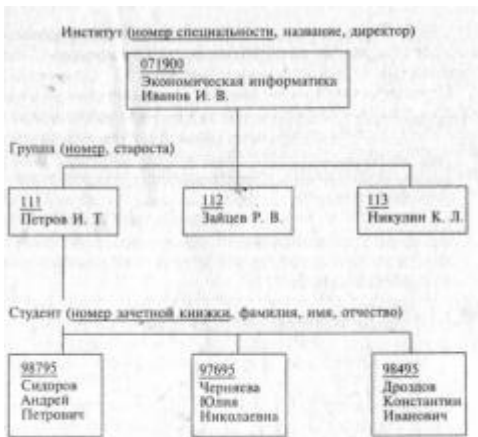 Институт (номер специальности, название, директор)
071900
Экономическая информатика
Иванов И. В.
Группа (номер, староста)
111
Петров И. Т.
112
Зайцев Р. В.
113
Никулин К. Л.
Студент (номер зачетной книжки, фамилия, имя, отчество)
98795
Сидоров
Андрей
Петрович
97695
Черняева
Юлия
Николаевна
98495
Дроздов
Константин
Иванович